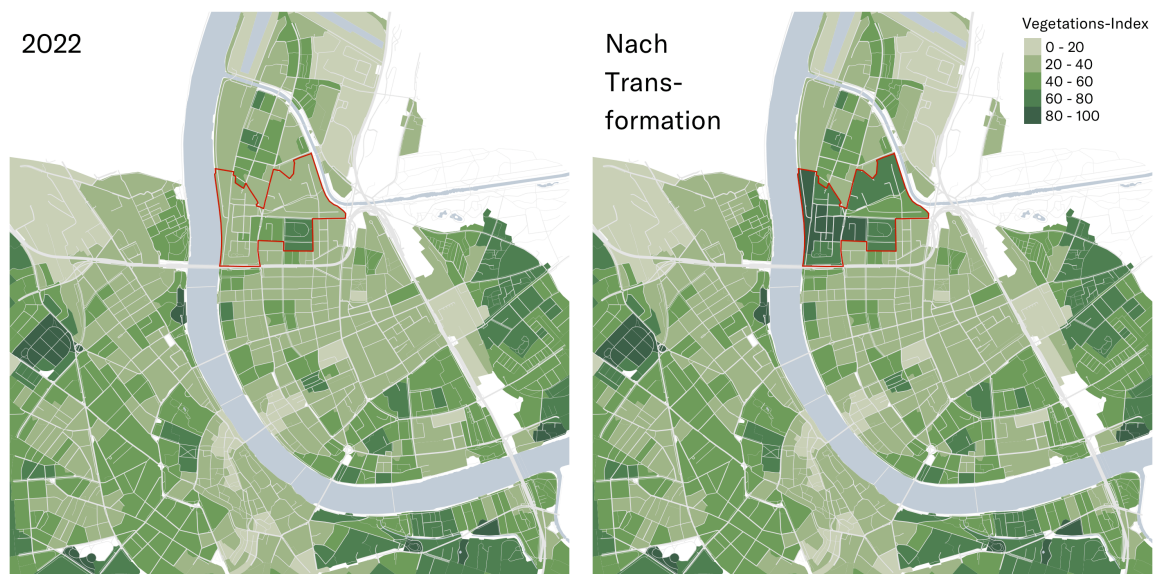 2022
Nach
Trans-
formation
Vegetations-Index
0 - 20
20 - 40
40 - 60
60 - 80
80 - 100